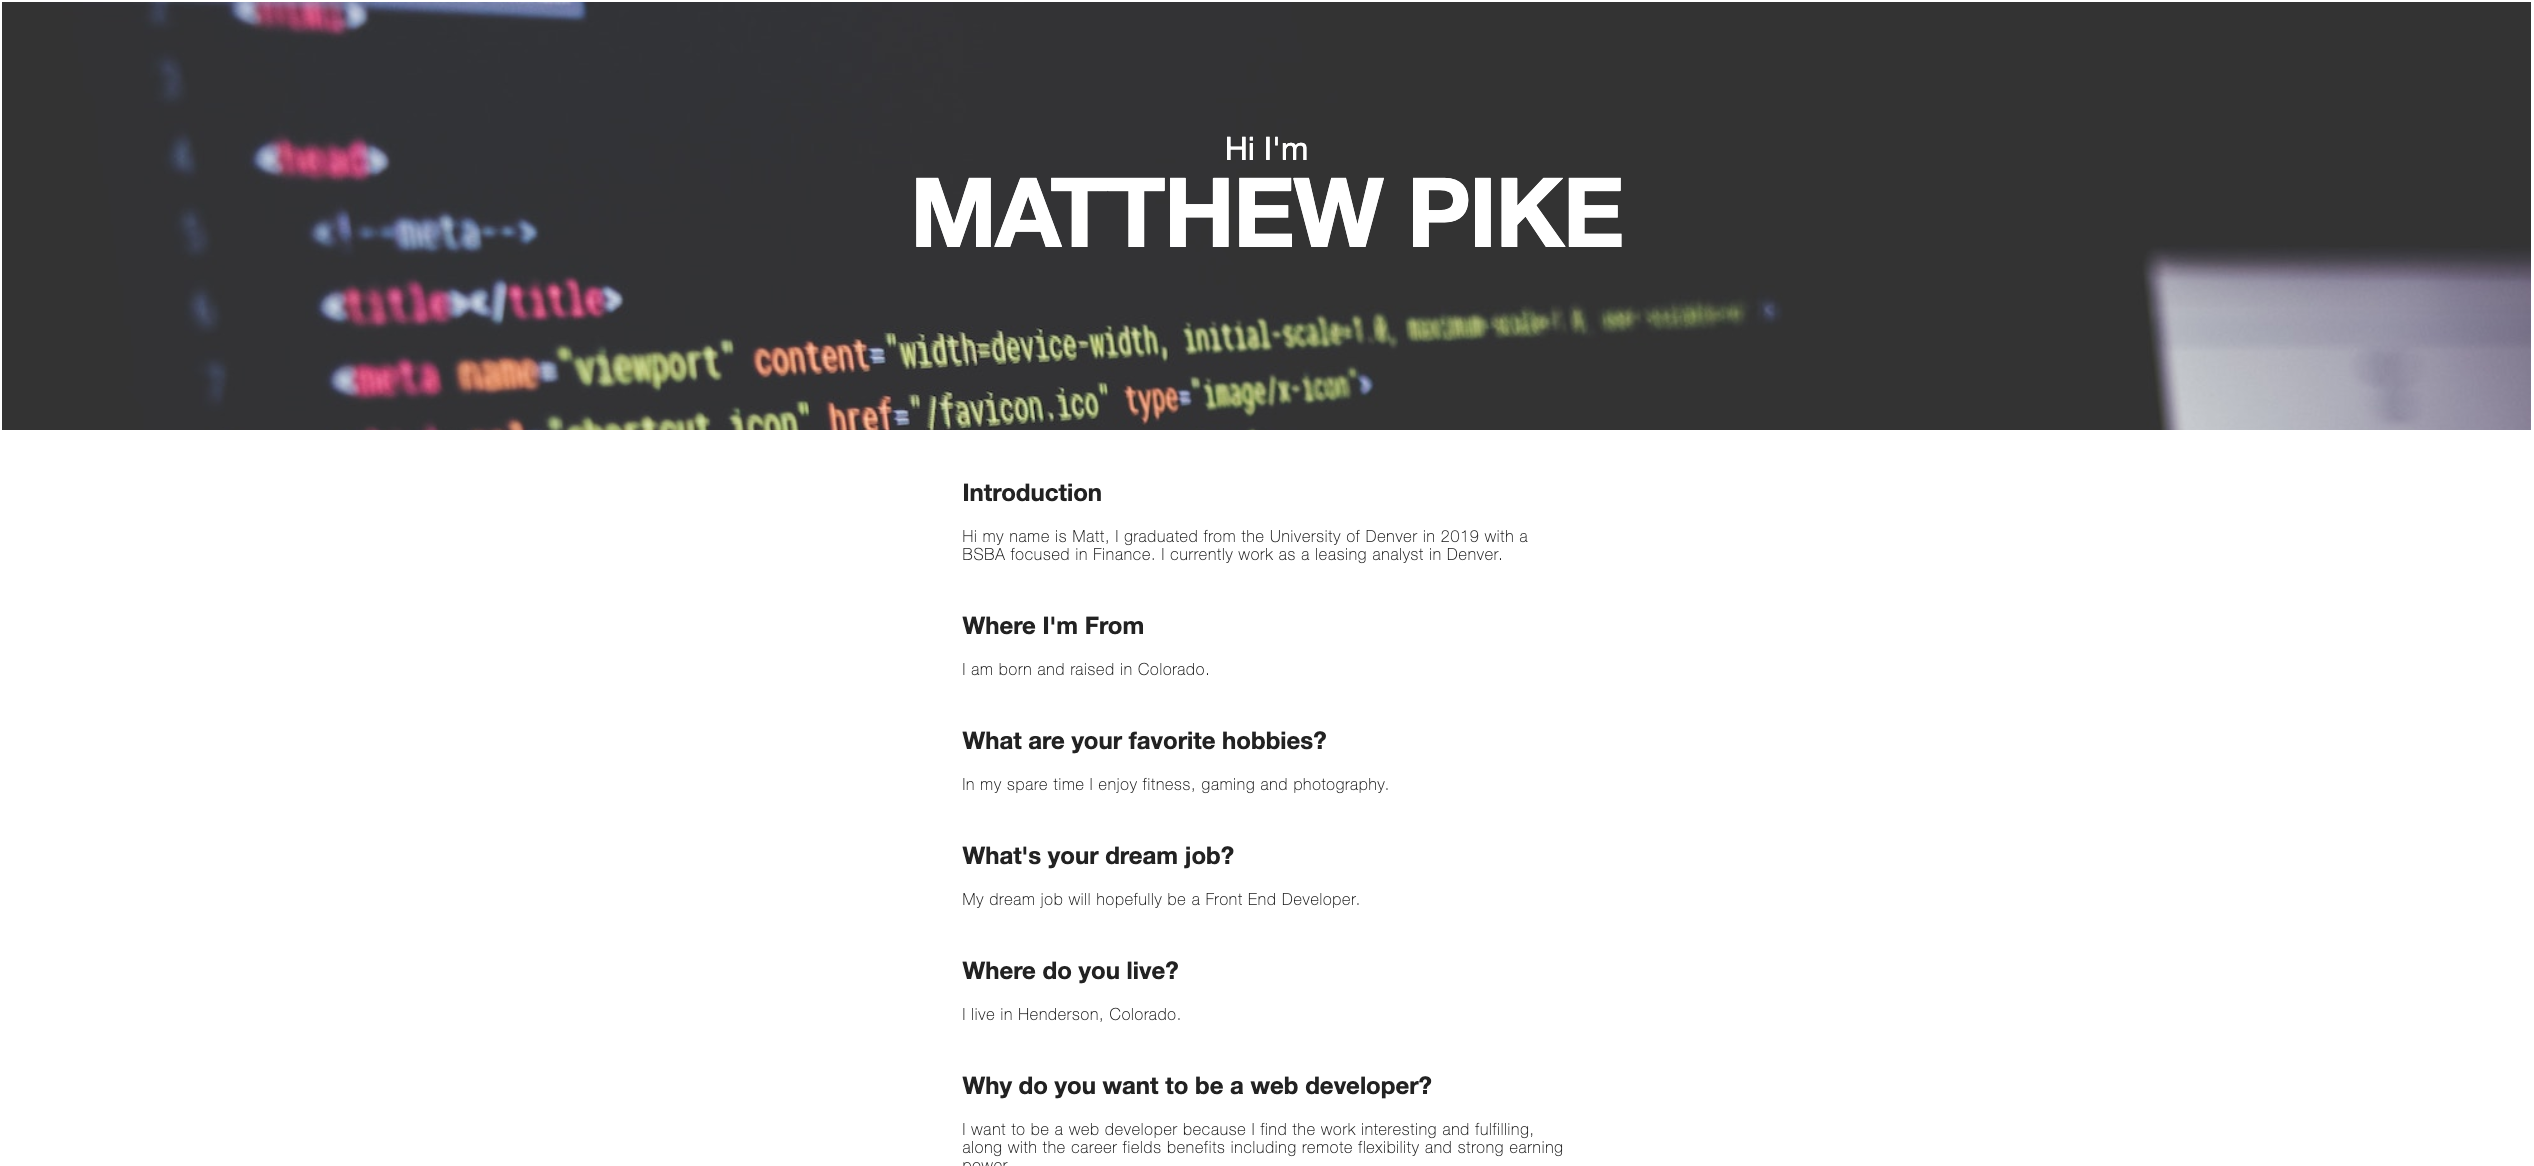 <head>
<!--meta-->
<title></title>
<meta name="viewport" content="width=device-width, initial-scale=1.0,
icon" href="/favicon.ico" type="image/x-icon">
Hi I'm
MATTHEW PIKE
Introduction
Hi my name is Matt, I graduated from the University of Denver in 2019 with a
BSBA focused in Finance. I currently work as a leasing analyst in Denver.
Where I'm From
I am born and raised in Colorado.
What are your favorite hobbies?
In my spare time I enjoy fitness, gaming and photography.
What's your dream job?
My dream job will hopefully be a Front End Developer.
Where do you live?
I live in Henderson, Colorado.
Why do you want to be a web developer?
I want to be a web developer because I find the work interesting and fulfilling,
along with the career fields benefits including remote flexibility and strong earning